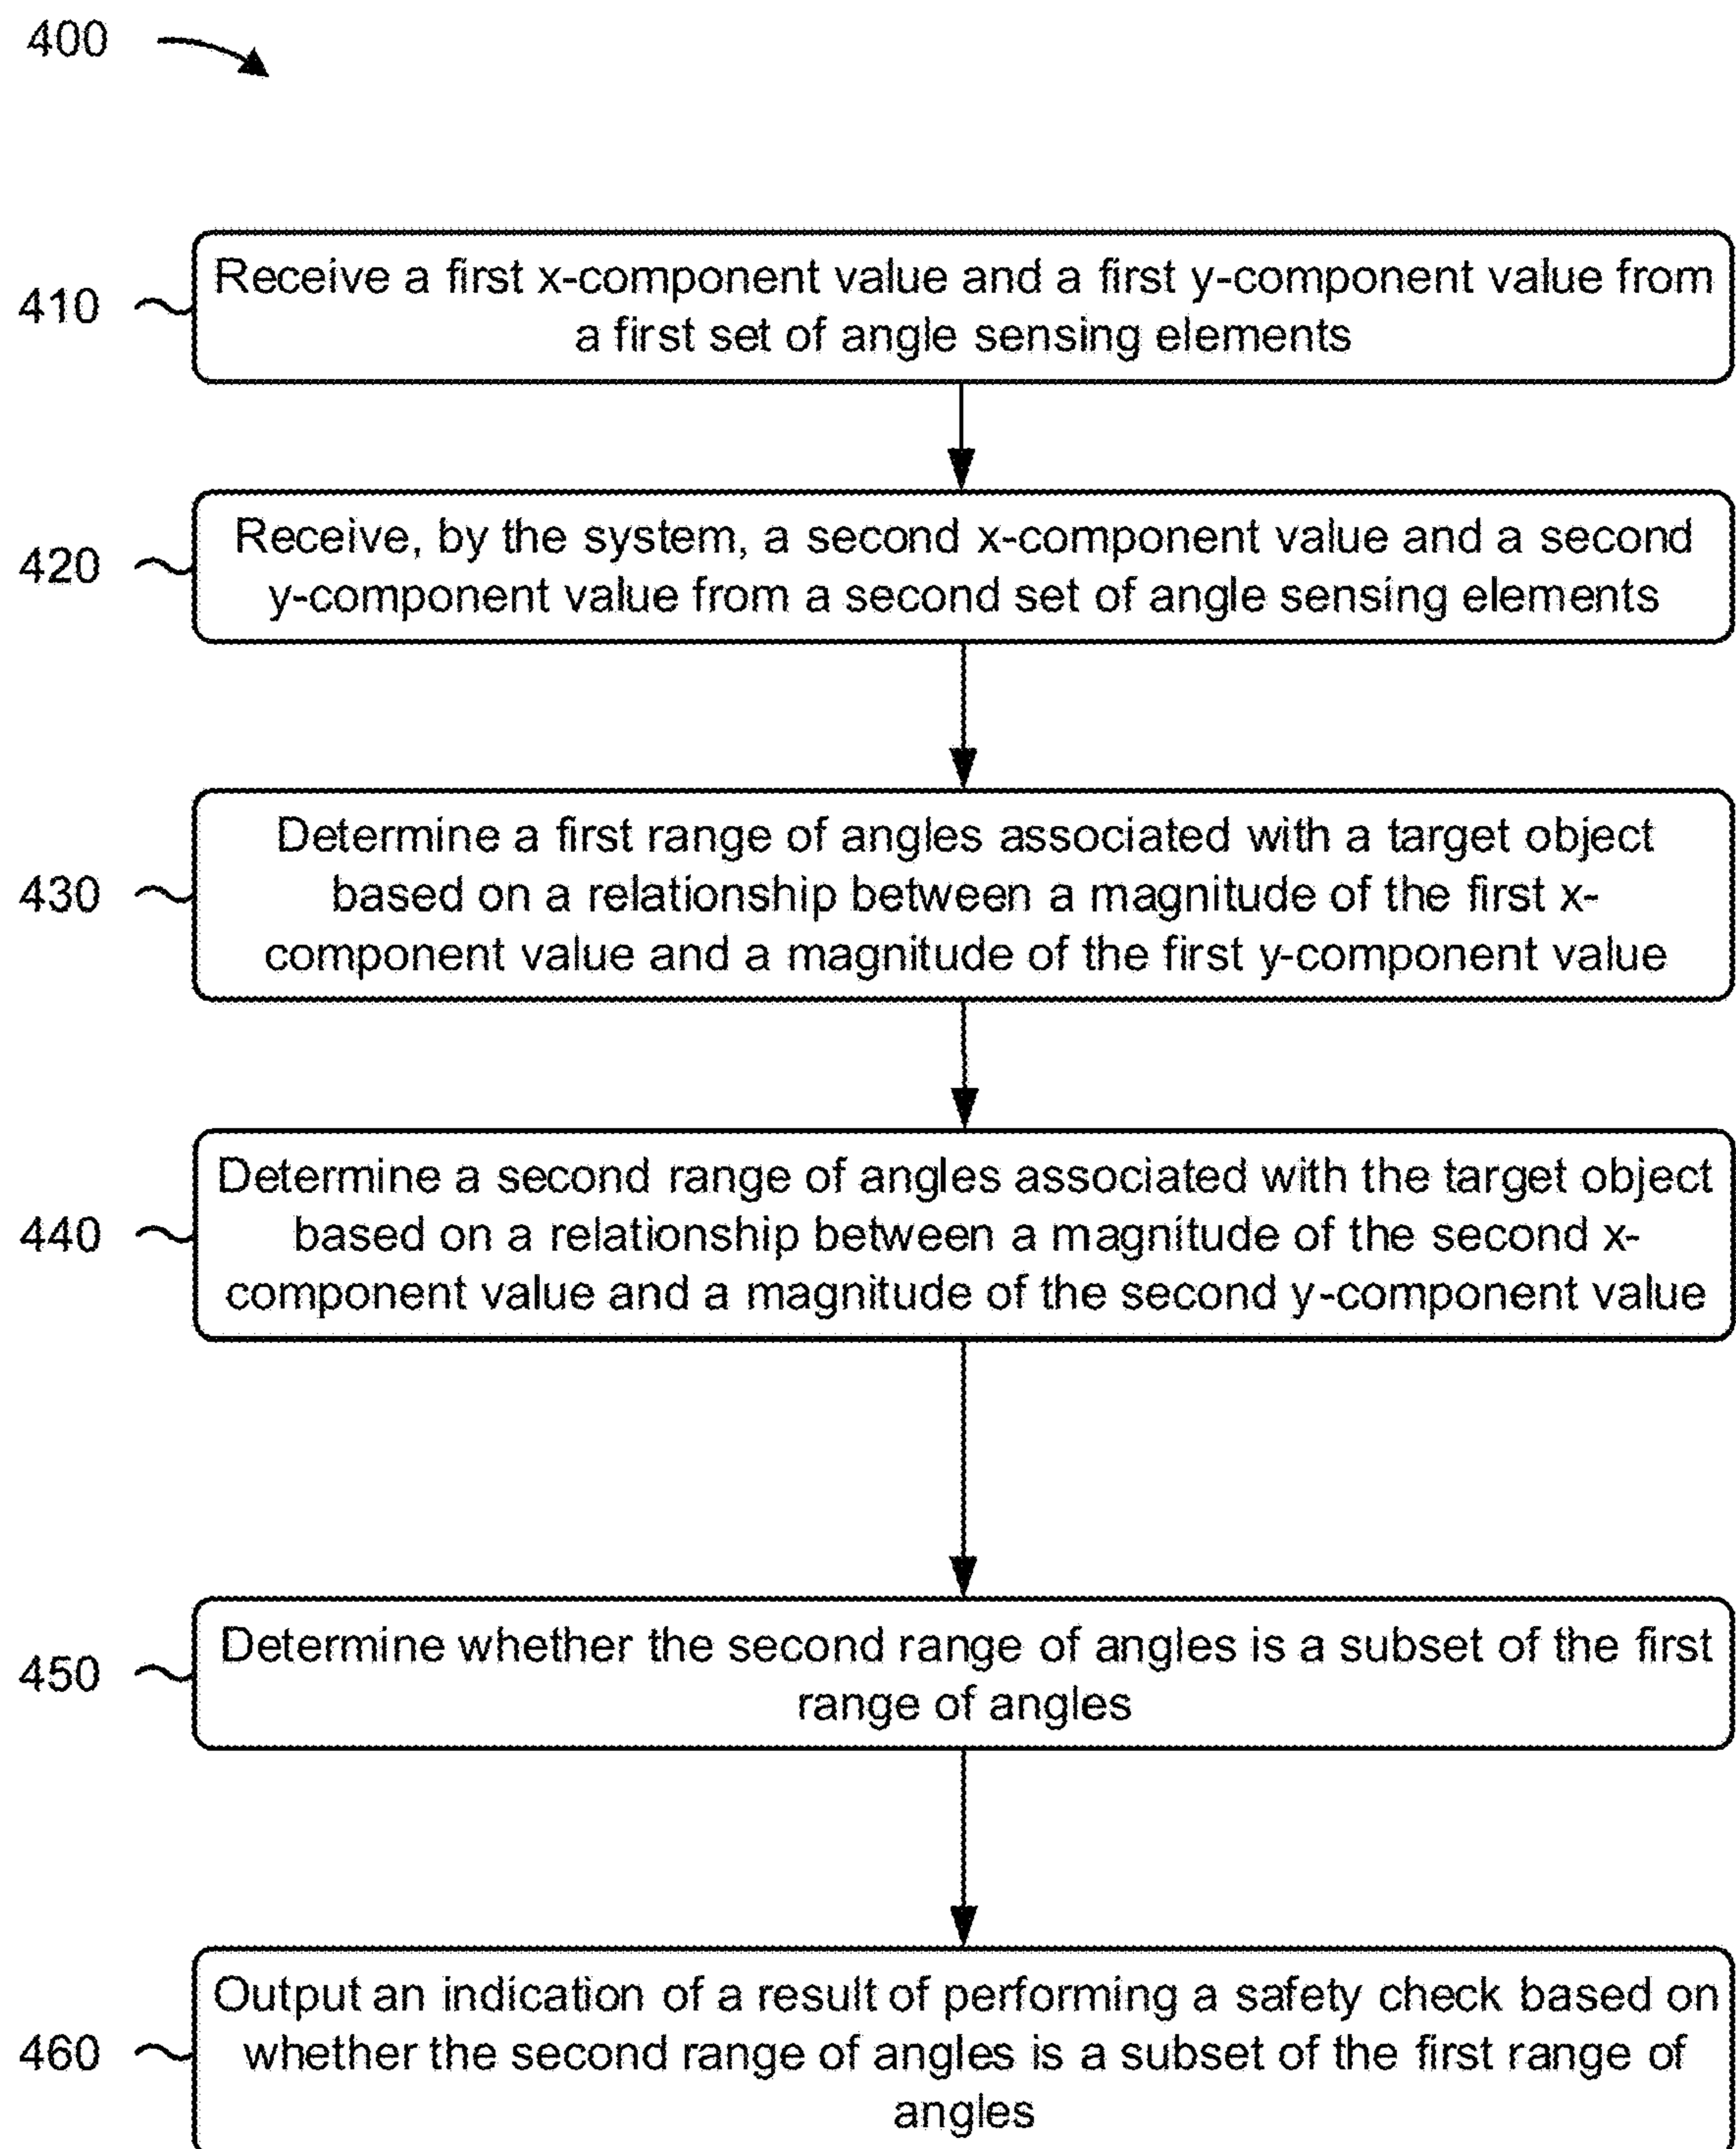 400
410
Receive a first x-component value and a first y-component value from
a first set of angle sensing elements
420
Receive, by the system, a second x-component value and a second
y-component value from a second set of angle sensing elements
430
Determine a first range of angles associated with a target object
based on a relationship between a magnitude of the first x-
component value and a magnitude of the first y-component value
440
Determine a second range of angles associated with the target object
based on a relationship between a magnitude of the second x-
component value and a magnitude of the second y-component value
450
Determine whether the second range of angles is a subset of the first
range of angles
460
Output an indication of a result of performing a safety check based on
whether the second range of angles is a subset of the first range of
angles